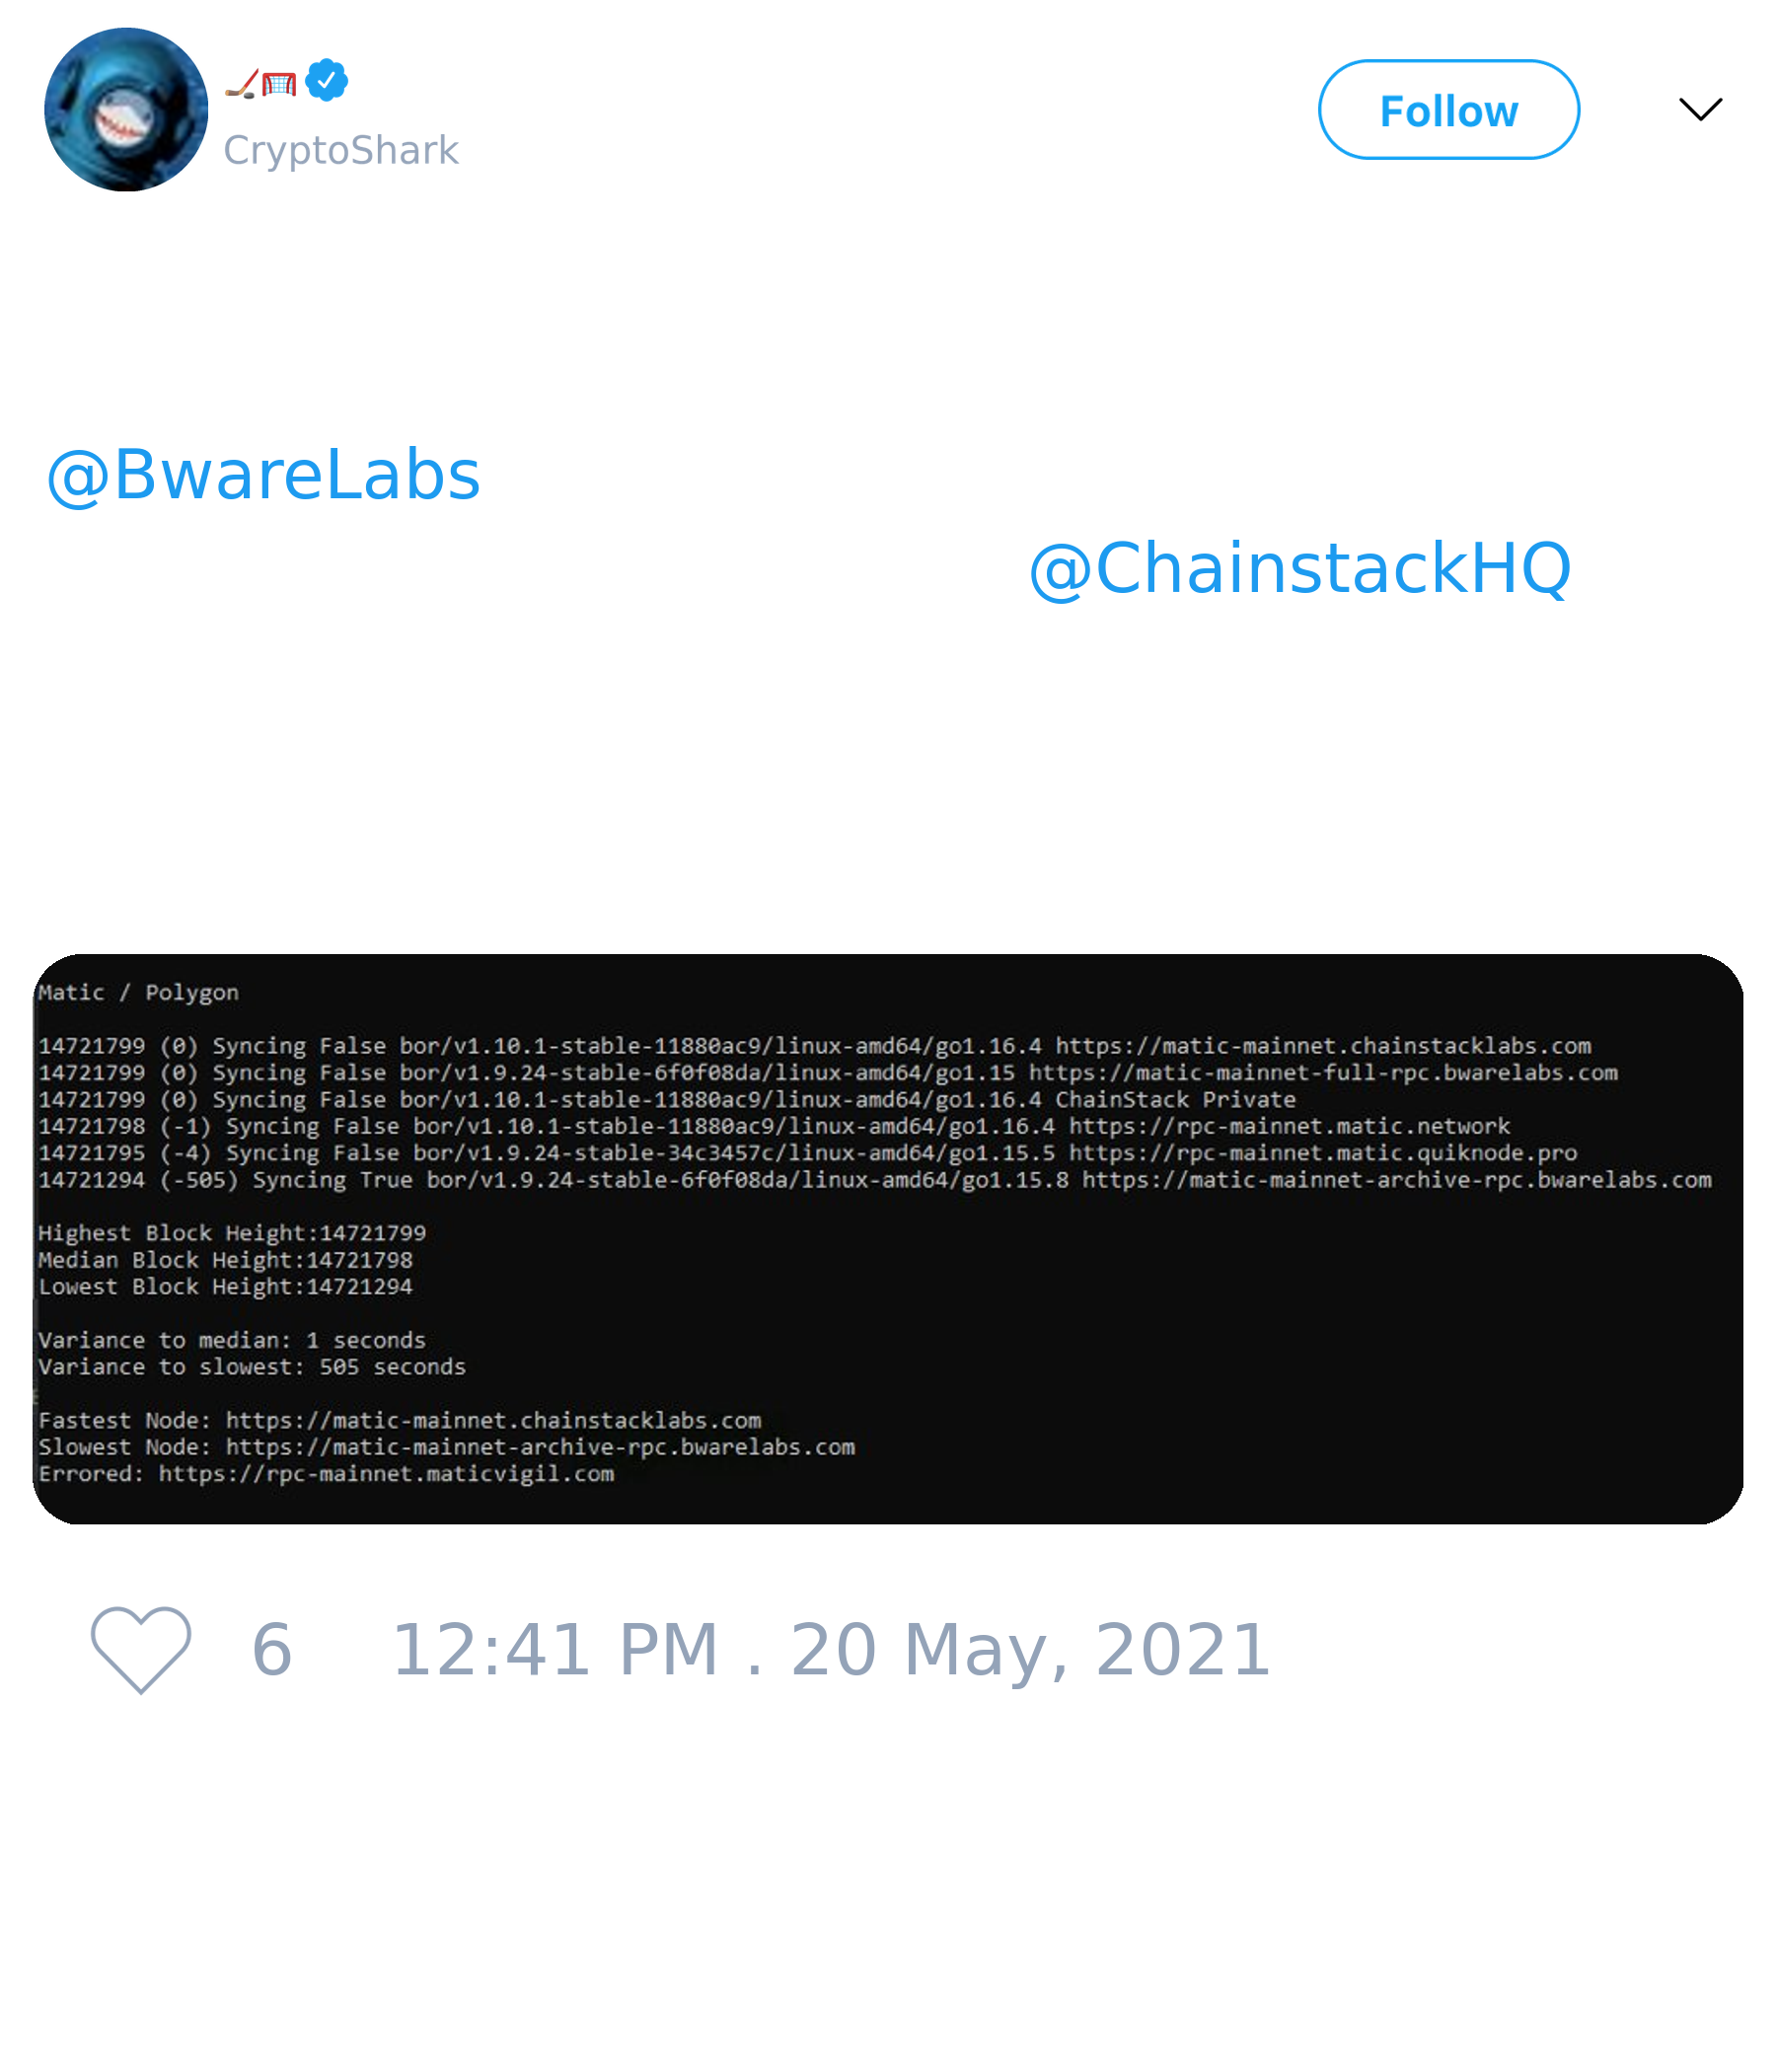 CryptoShark
Follow
@BwareLabs
@ChainstackHQ
Matic / Polygon
14721799 (0) Syncing False bor/v1.10.1-stable-11880ac9/linux-amd64/go1.16.4 https://matic-mainnet.chainstacklabs.com
14721799 (0) Syncing False bor/v1.9.24-stable-6f0f08da/linux-amd64/go1.15 https://matic-mainnet-full-rpc.bwarelabs.com
14721799 (0) Syncing False bor/v1.10.1-stable-11880ac9/linux-amd64/go1.16.4 ChainStack Private
14721798 (-1) Syncing False bor/v1.10.1-stable-11880ac9/linux-amd64/go1.16.4 https://rpc-mainnet.matic.network
14721795 (-4) Syncing False bor/v1.9.24-stable-34c3457c/linux-amd64/go1.15.5 https://rpc-mainnet.matic.quiknode.pro
14721294 (-505) Syncing True bor/v1.9.24-stable-6f0f08da/linux-amd64/go1.15.8 https://matic-mainnet-archive-rpc.bwarelabs.com
Highest Block Height:14721799
Median Block Height:14721798
Lowest Block Height:14721294
Variance to median: 1 seconds
Variance to slowest: 505 seconds
Fastest Node: https://matic-mainnet.chainstacklabs.com
Slowest Node: https://matic-mainnet-archive-rpc.bwarelabs.com
Errored: https://rpc-mainnet.maticvigil.com
6 12:41 PM . 20 May, 2021